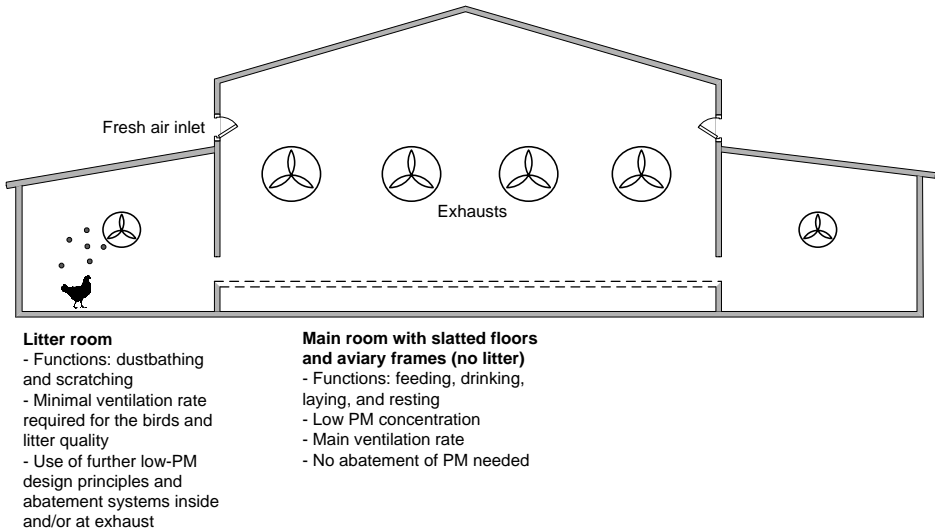 Fresh air inlet
Exhausts
Litter room
- Functions: dustbathing
and scratching
- Minimal ventilation rate
required for the birds and
litter quality
- Use of further low-PM
design principles and
abatement systems inside
and/or at exhaust
Main room with slatted floors
and aviary frames (no litter)
- Functions: feeding, drinking,
laying, and resting
- Low PM concentration
- Main ventilation rate
- No abatement of PM needed